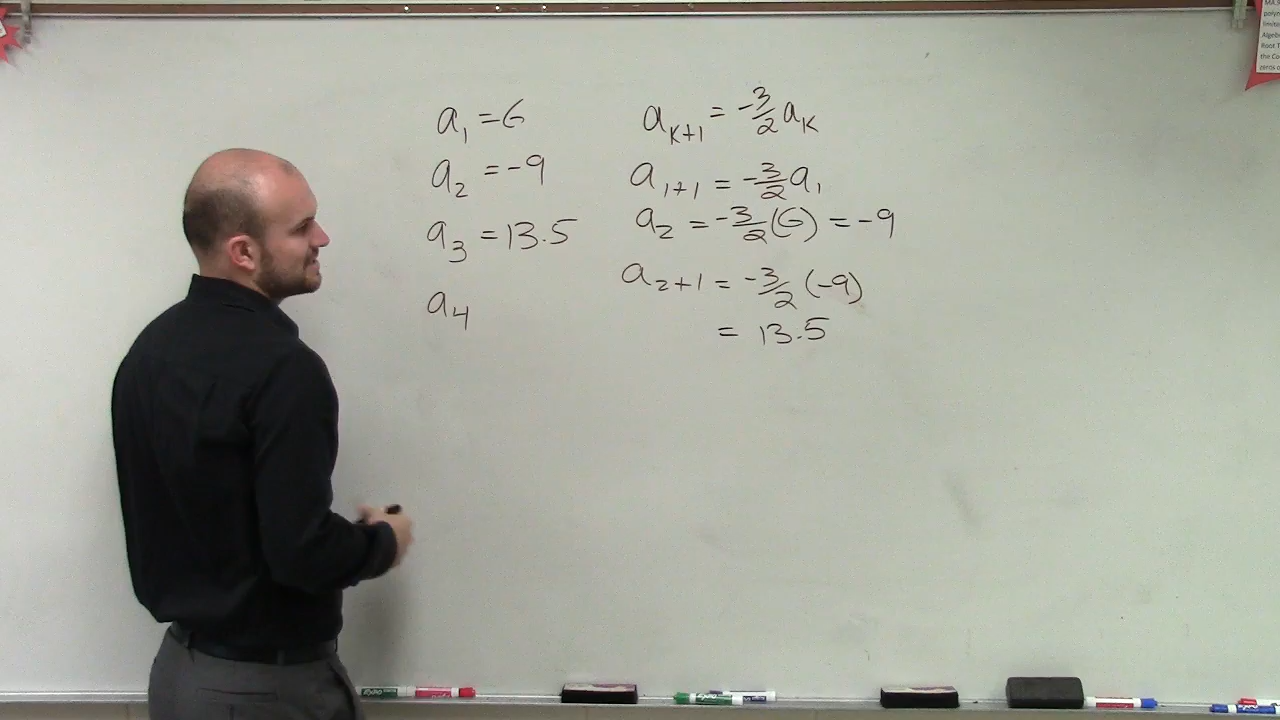 a₁ = 6
a₂ = -9
a₃ = 13.5
a₄
aₖ₊₁ = -3/2 aₖ
a₁₊₁ = -3/2 a₁
a₂ = -3/2 (6) = -9
a₂₊₁ = -3/2 (-9)
= 13.5
EXPO